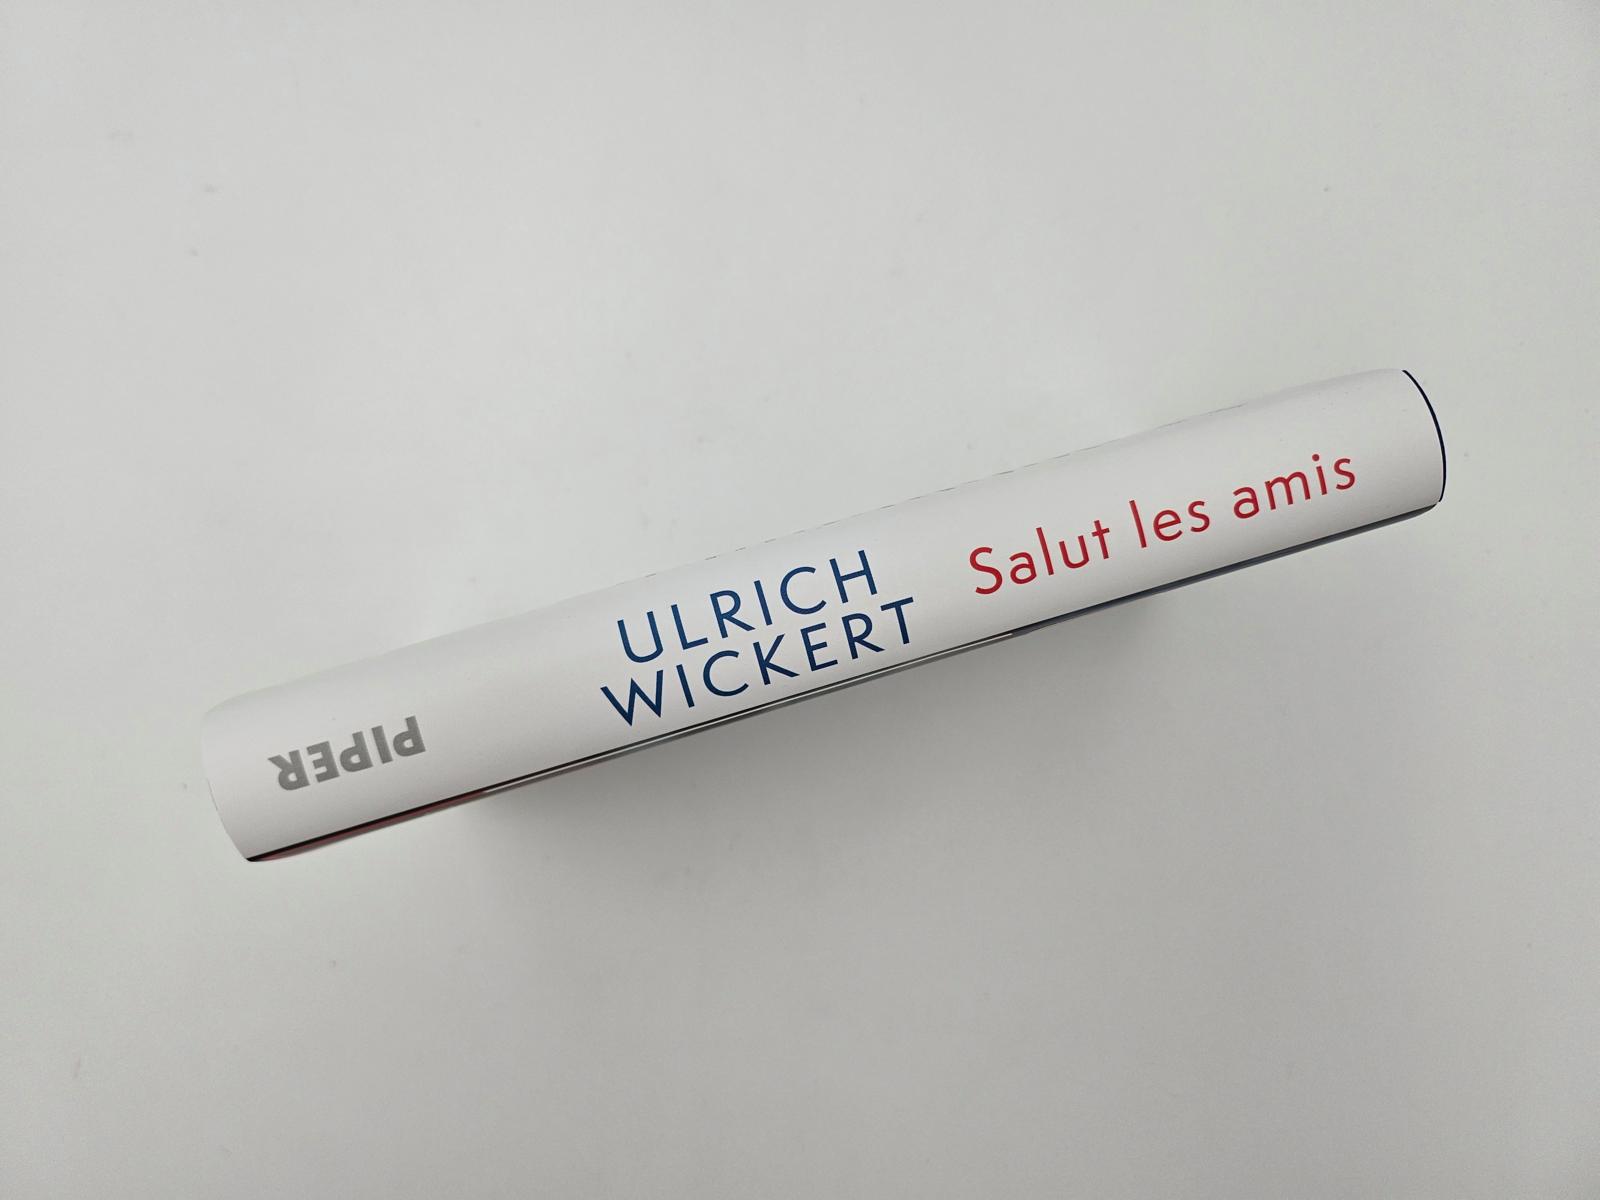 ULRICH
WICKERT
Salut les amis
PIPER